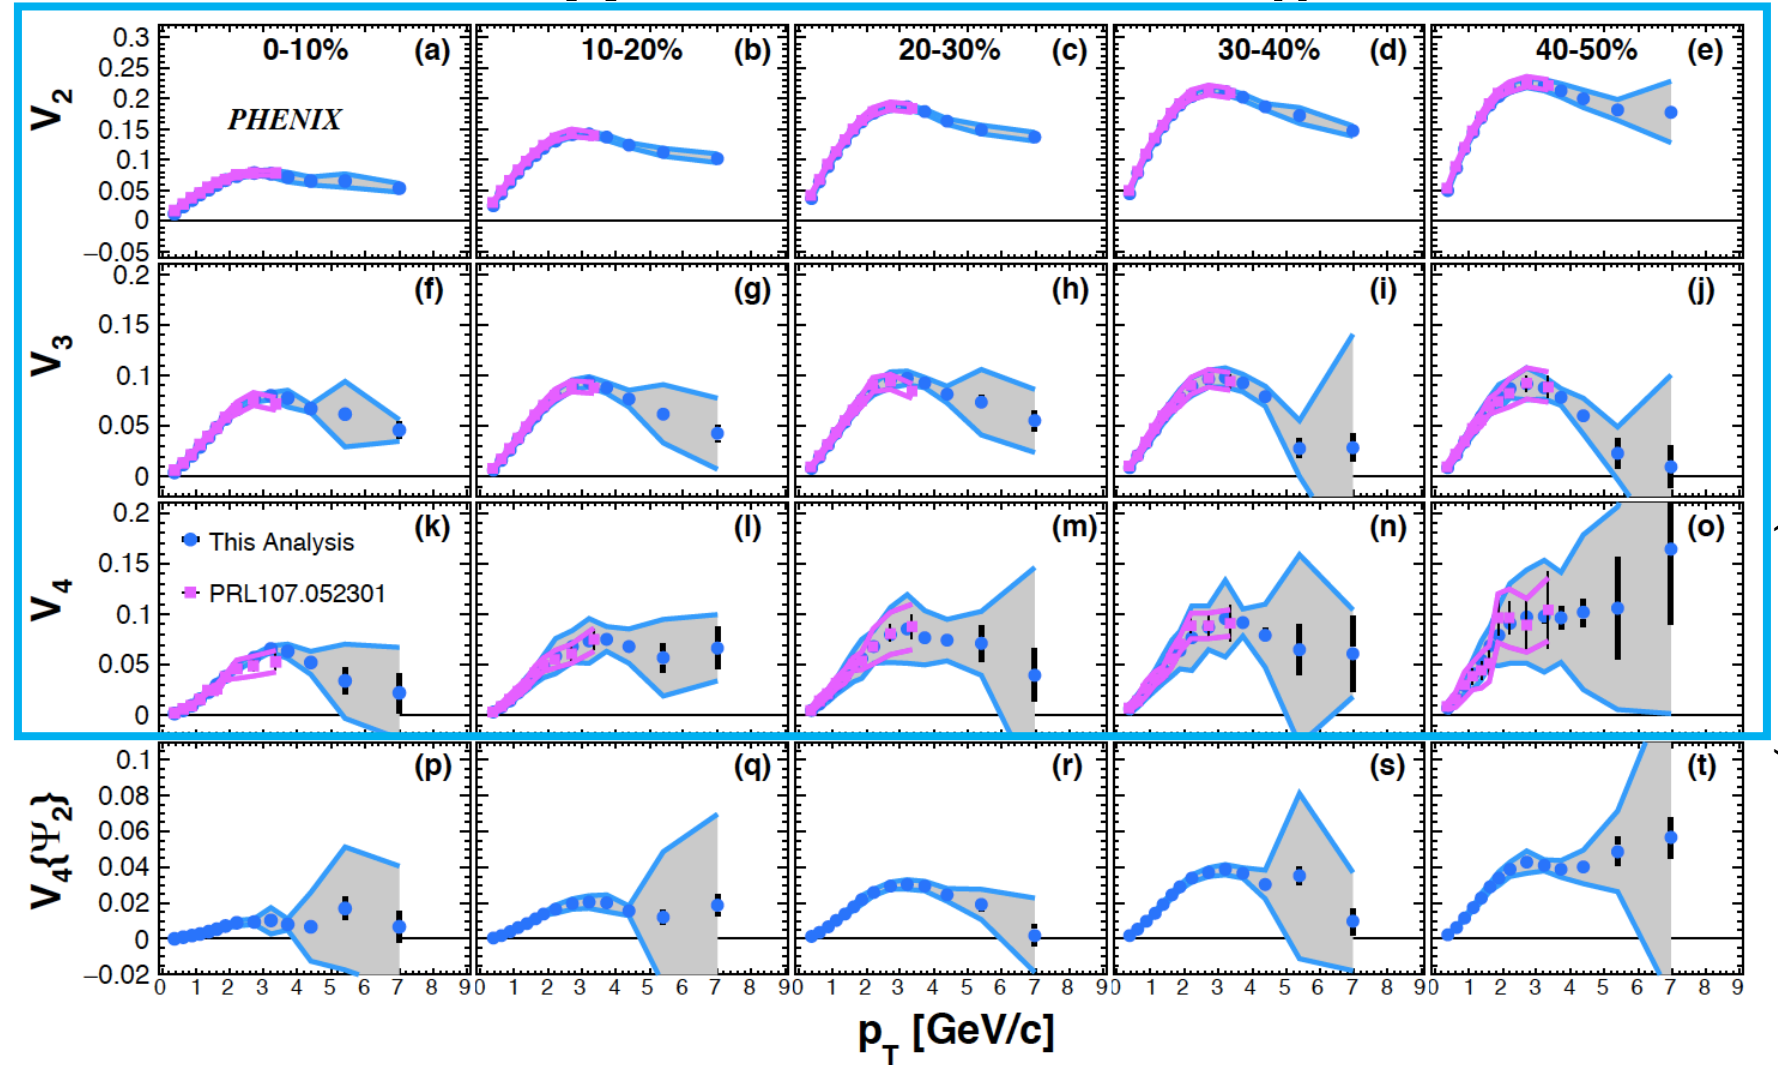 0-10% (a) 10-20% (b) 20-30% (c) 30-40% (d) 40-50% (e)
V2
0.3
0.25
0.2
0.15
0.1
0.05
0
−0.05
PHENIX
(f) (g) (h) (i) (j)
V3
0.2
0.15
0.1
0.05
0
(k) (l) (m) (n) (o)
V4
0.2
0.15
0.1
0.05
0
This Analysis
PRL107.052301
(p) (q) (r) (s) (t)
V4{Ψ2}
0.1
0.08
0.06
0.04
0.02
0
−0.02
0 1 2 3 4 5 6 7 8 9 0 1 2 3 4 5 6 7 8 9 0 1 2 3 4 5 6 7 8 9 0 1 2 3 4 5 6 7 8 9 0 1 2 3 4 5 6 7 8 9
pT [GeV/c]